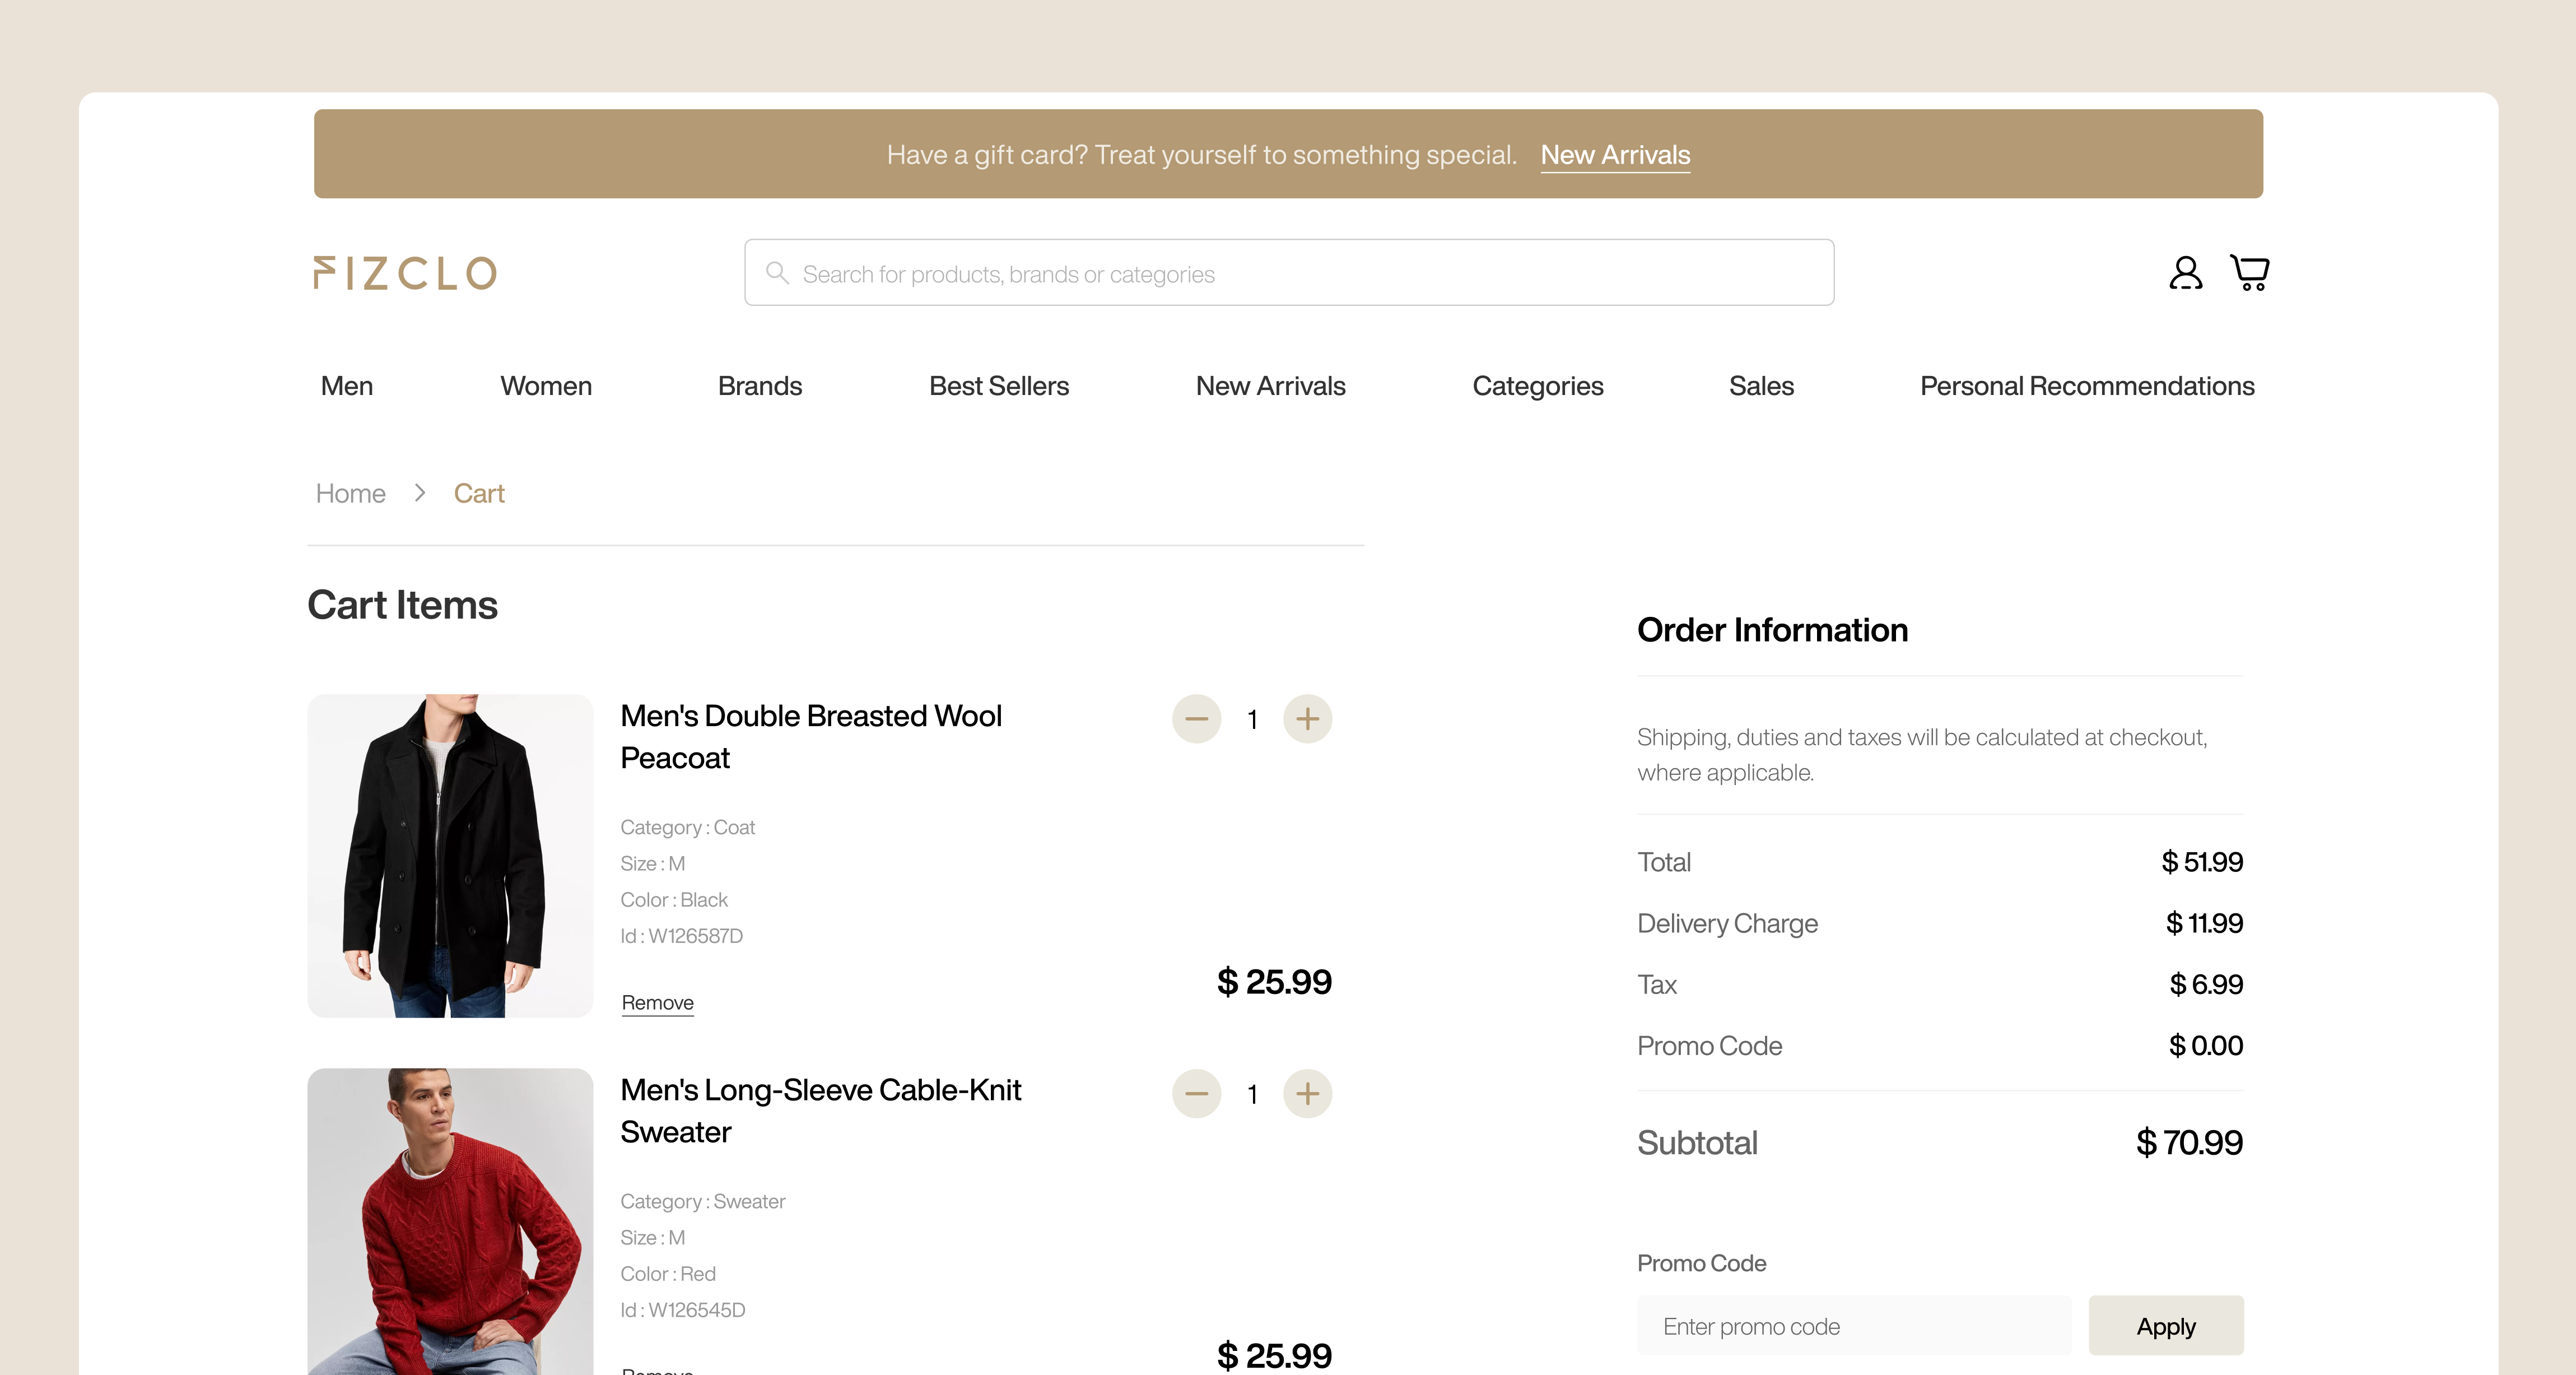 Have a gift card? Treat yourself to something special. New Arrivals
FIZCLO
Search for products, brands or categories
Men Women Brands Best Sellers New Arrivals Categories Sales Personal Recommendations
Home > Cart
Cart Items
Men's Double Breasted Wool
Peacoat
1
Category : Coat
Size : M
Color : Black
Id : W126587D
$ 25.99
Remove
Men's Long-Sleeve Cable-Knit
Sweater
1
Category : Sweater
Size : M
Color : Red
Id : W126545D
$ 25.99
Remove
Order Information
Shipping, duties and taxes will be calculated at checkout,
where applicable.
Total $ 51.99
Delivery Charge $ 11.99
Tax $ 6.99
Promo Code $ 0.00
Subtotal $ 70.99
Promo Code
Enter promo code Apply